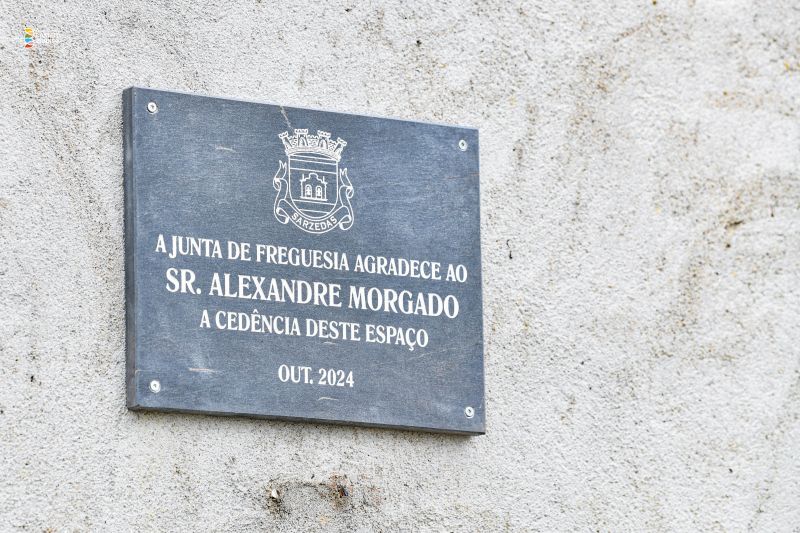 SARZEDAS
A JUNTA DE FREGUESIA AGRADECE AO
SR. ALEXANDRE MORGADO
A CEDÊNCIA DESTE ESPAÇO
OUT. 2024